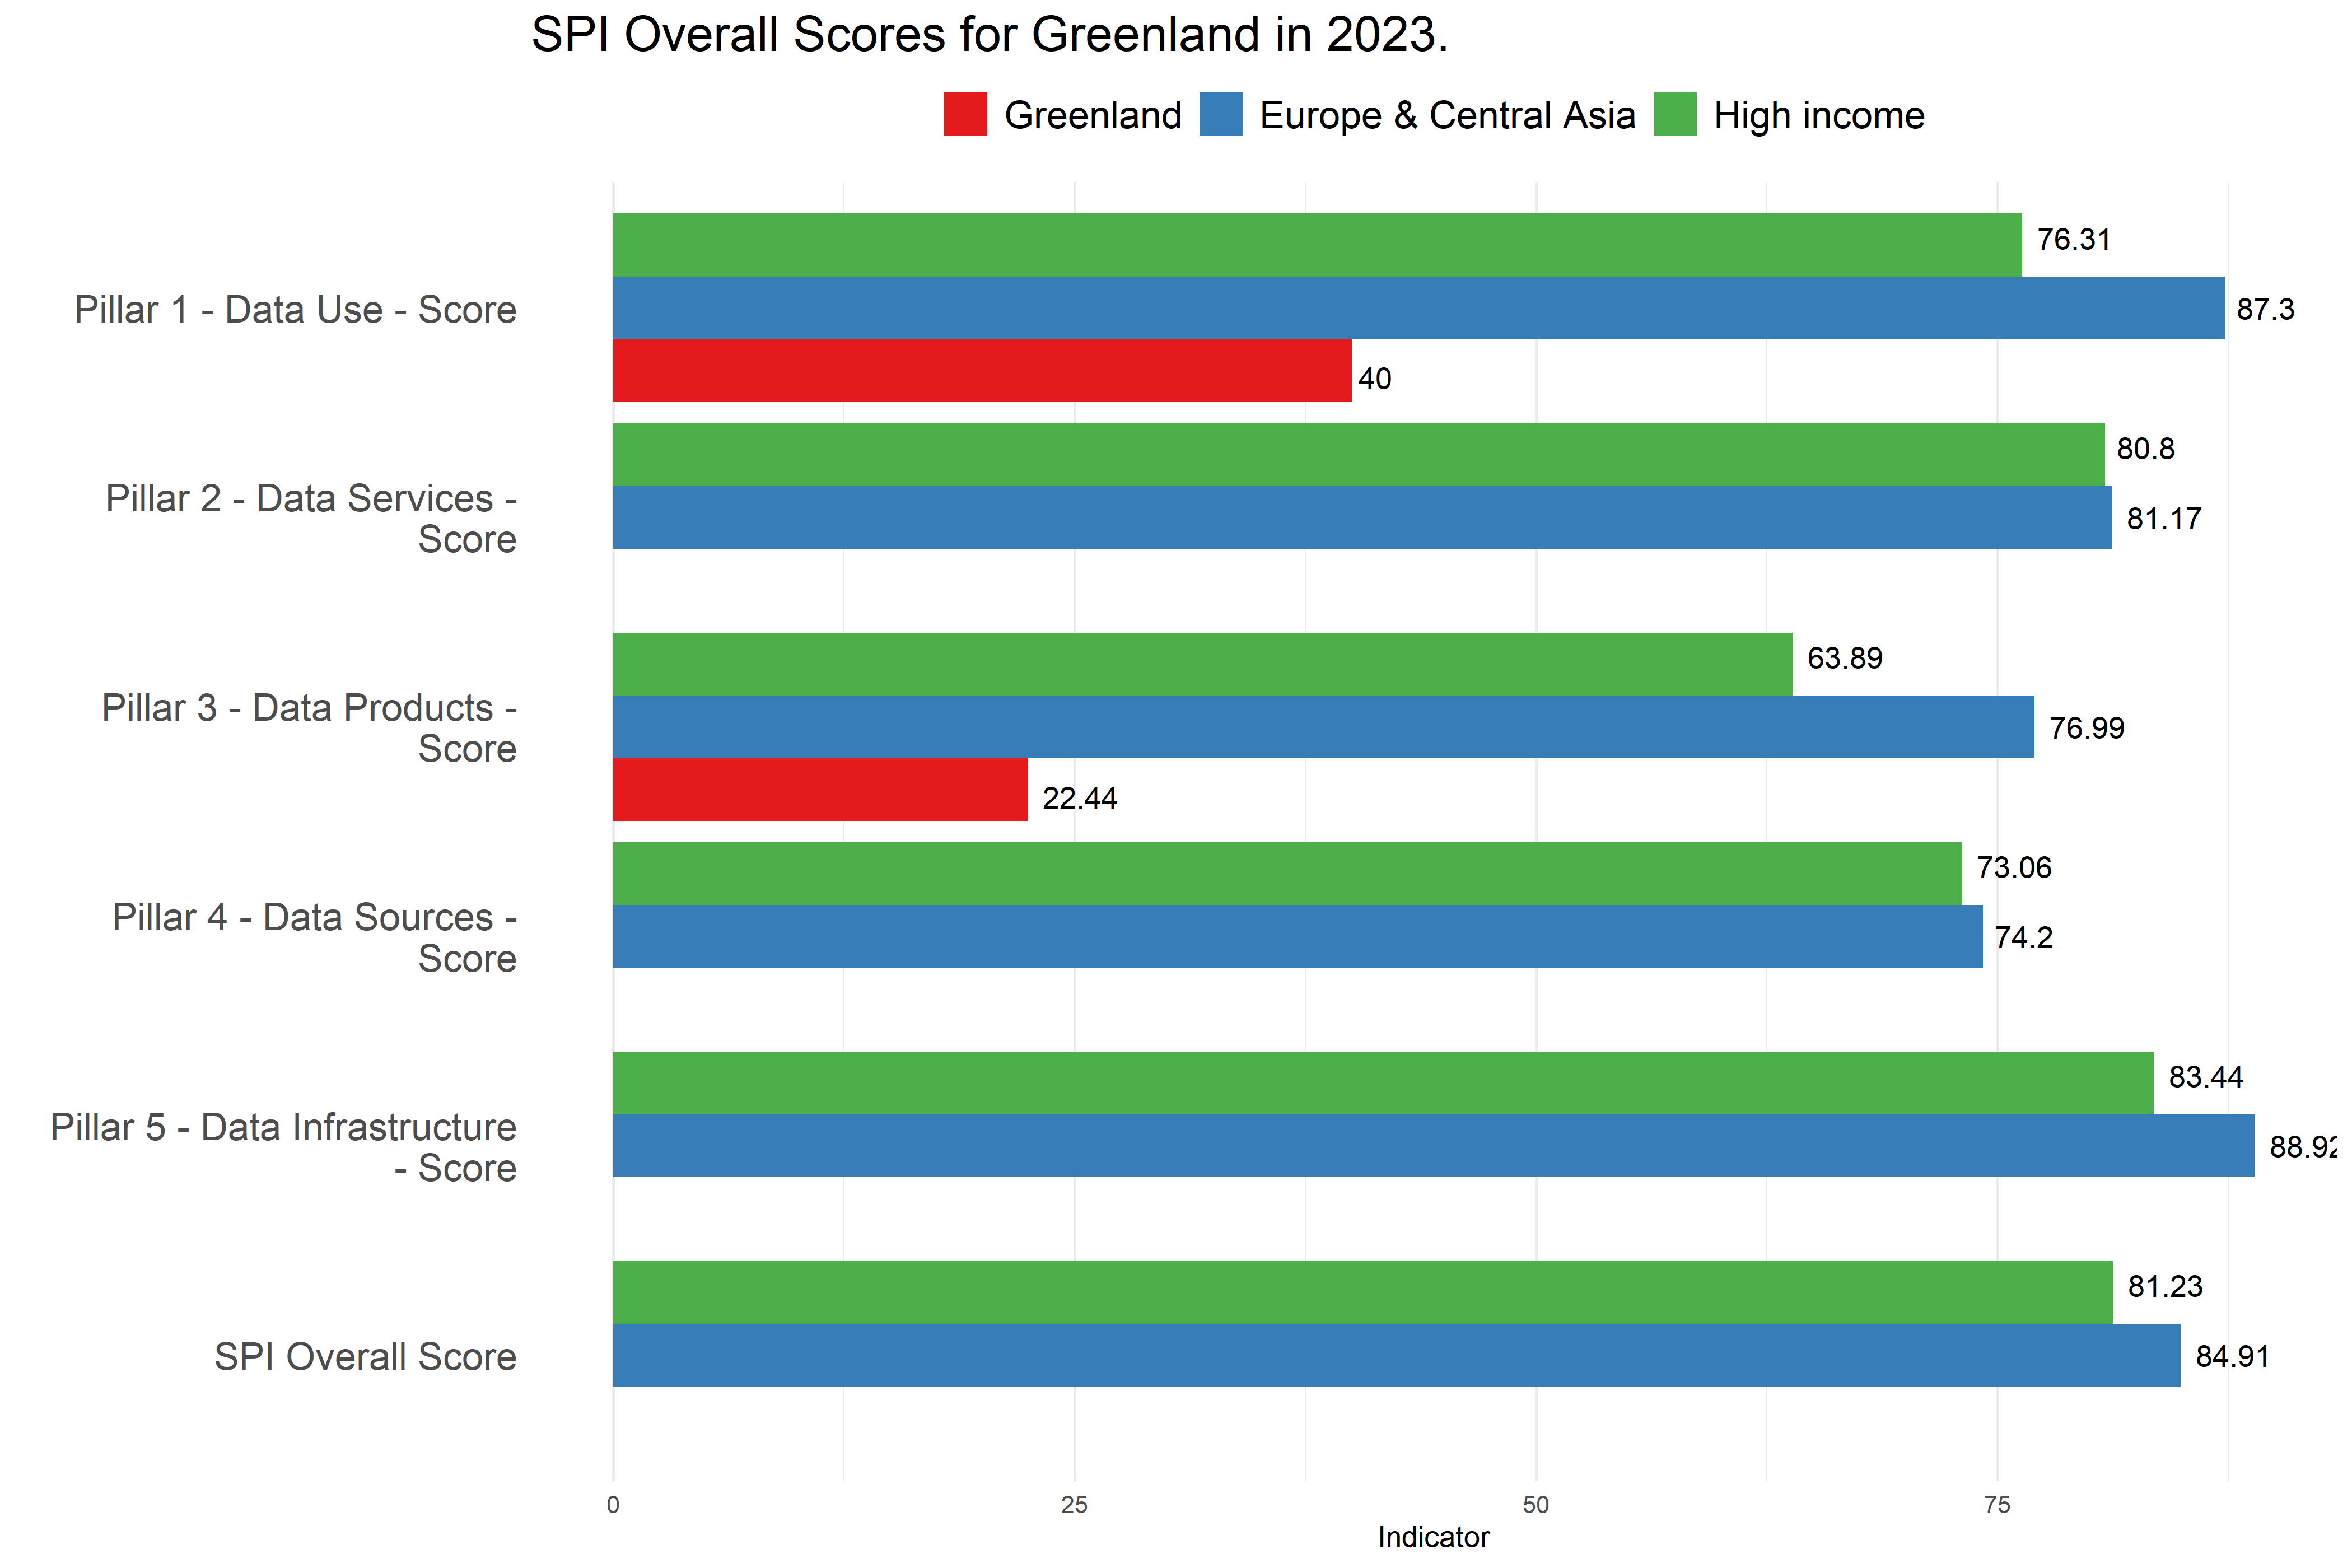 SPI Overall Scores for Greenland in 2023.
Greenland Europe & Central Asia High income
Pillar 1 - Data Use - Score
76.31
87.3
40
Pillar 2 - Data Services -
Score
80.8
81.17
Pillar 3 - Data Products -
Score
63.89
76.99
22.44
Pillar 4 - Data Sources -
Score
73.06
74.2
Pillar 5 - Data Infrastructure
- Score
83.44
88.92
SPI Overall Score
81.23
84.91
0 25 50 75
Indicator